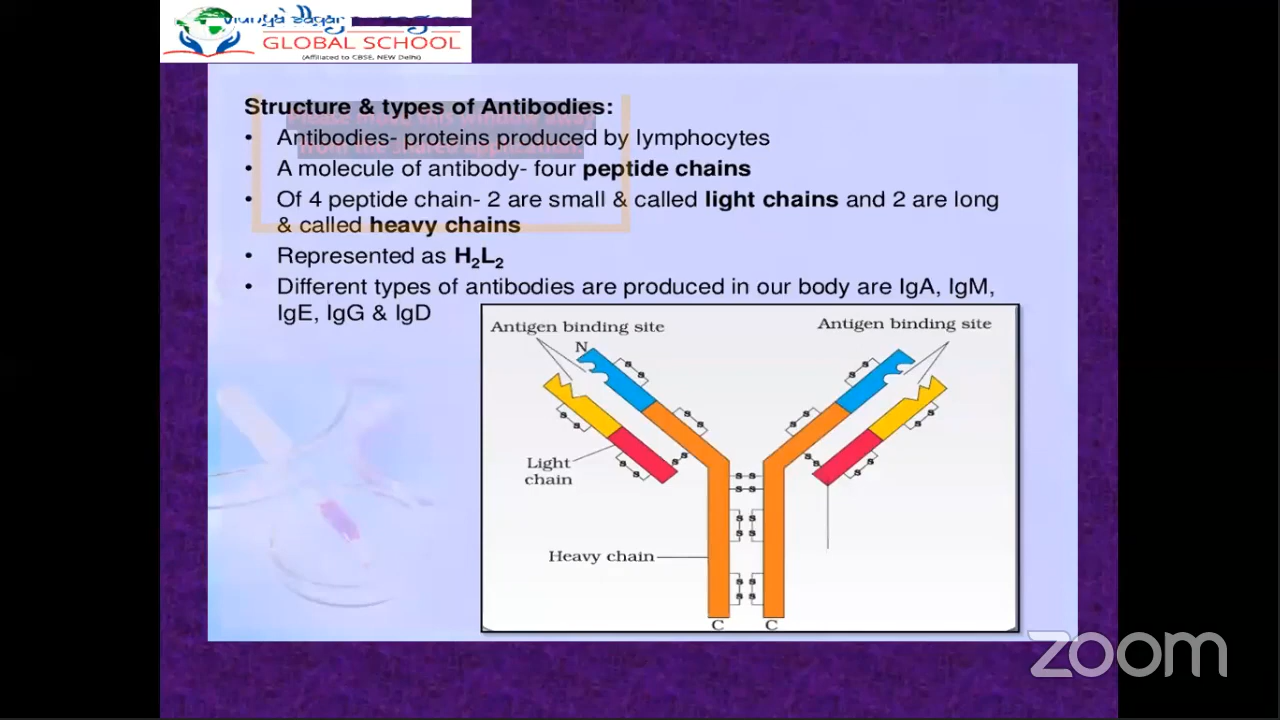 GLOBAL SCHOOL
(Affiliated to CBSE, NEW Delhi)
Structure & types of Antibodies:
• Antibodies- proteins produced by lymphocytes
• A molecule of antibody- four peptide chains
• Of 4 peptide chain- 2 are small & called light chains and 2 are long
& called heavy chains
• Represented as H₂L₂
• Different types of antibodies are produced in our body are IgA, IgM,
IgE, IgG & IgD
Antigen binding site
Antigen binding site
N
s s
s s
s s
s s
s s
s s
s s
s s
Light
chain
s s
s s
s s
s s
s s
s s
s s
s s
Heavy chain
s s
s s
C C
zoom